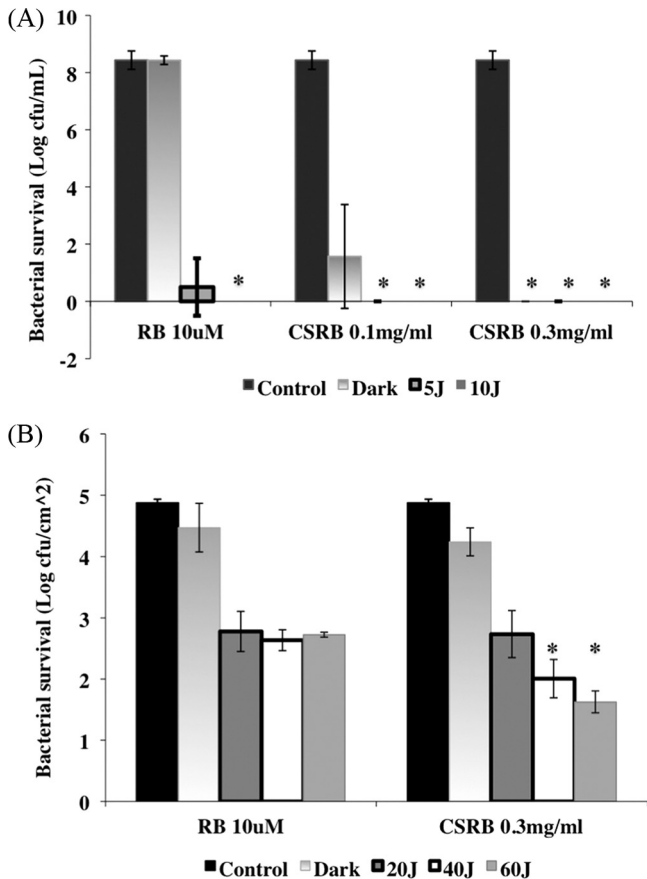 (A)
Bacterial survival (Log cfu/mL)
10
8
6
4
2
0
-2
*
* *
* * *
RB 10uM
CSRB 0.1mg/ml
CSRB 0.3mg/ml
Control Dark 5J 10J
(B)
Bacterial survival (Log cfu/cm^2)
6
5
4
3
2
1
0
* *
RB 10uM
CSRB 0.3mg/ml
Control Dark 20J 40J 60J